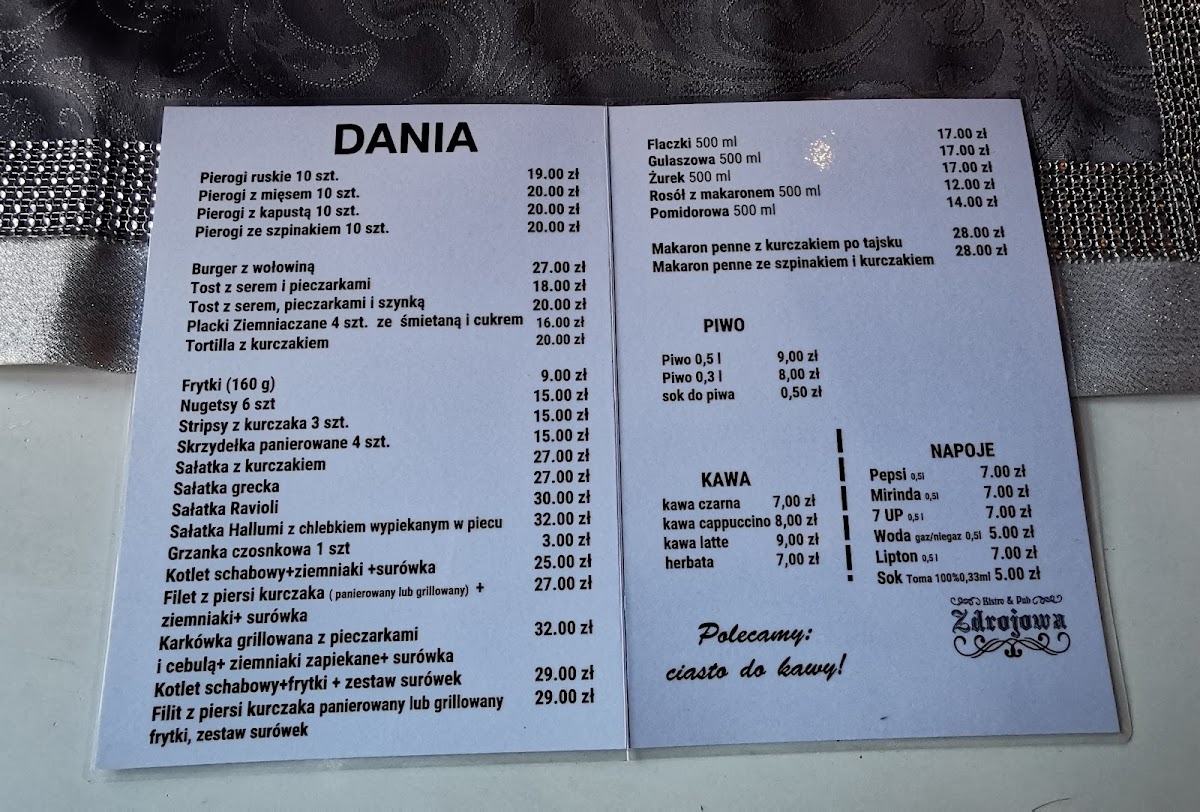 DANIA
Pierogi ruskie 10 szt. 19.00 zł
Pierogi z mięsem 10 szt. 20.00 zł
Pierogi z kapustą 10 szt. 20.00 zł
Pierogi ze szpinakiem 10 szt. 20.00 zł
Burger z wołowiną 27.00 zł
Tost z serem i pieczarkami 18.00 zł
Tost z serem, pieczarkami i szynką 20.00 zł
Placki Ziemniaczane 4 szt. ze śmietaną i cukrem 16.00 zł
Tortilla z kurczakiem 20.00 zł
Frytki (160 g) 9.00 zł
Nugetsy 6 szt 15.00 zł
Stripsy z kurczaka 3 szt. 15.00 zł
Skrzydełka panierowane 4 szt. 15.00 zł
Sałatka z kurczakiem 27.00 zł
Sałatka grecka 27.00 zł
Sałatka Ravioli 30.00 zł
Sałatka Hallumi z chlebkiem wypiekanym w piecu 32.00 zł
Grzanka czosnkowa 1 szt 3.00 zł
Kotlet schabowy+ziemniaki +surówka 25.00 zł
Filet z piersi kurczaka ( panierowany lub grillowany) + 27.00 zł
ziemniaki+ surówka
Karkówka grillowana z pieczarkami 32.00 zł
i cebulą+ ziemniaki zapiekane+ surówka
Kotlet schabowy+frytki + zestaw surówek 29.00 zł
Filit z piersi kurczaka panierowany lub grillowany 29.00 zł
frytki, zestaw surówek
Flaczki 500 ml 17.00 zł
Gulaszowa 500 ml 17.00 zł
Żurek 500 ml 17.00 zł
Rosół z makaronem 500 ml 12.00 zł
Pomidorowa 500 ml 14.00 zł
Makaron penne z kurczakiem po tajsku 28.00 zł
Makaron penne ze szpinakiem i kurczakiem 28.00 zł
PIWO
Piwo 0,5 l 9,00 zł
Piwo 0,3 l 8,00 zł
sok do piwa 0,50 zł
KAWA
kawa czarna 7,00 zł
kawa cappuccino 8,00 zł
kawa latte 9,00 zł
herbata 7,00 zł
NAPOJE
Pepsi 0,5l 7.00 zł
Mirinda 0,5l 7.00 zł
7 UP 0,5 l 7.00 zł
Woda gaz/niegaz 0,5l 5.00 zł
Lipton 0,5 l 7.00 zł
Sok Toma 100%0,33ml 5.00 zł
Polecamy:
ciasto do kawy!
Bistro & Pub
Zdrojowa